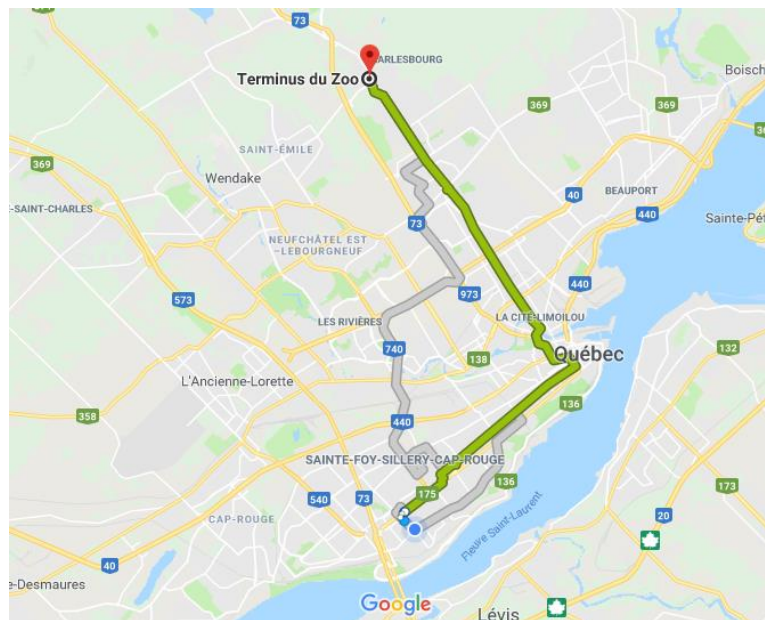 73
369
CHARLESBOURG
Terminus du Zoo
Boisch
369
369
SAINT-ÉMILE
Wendake
40
BEAUPORT
E-SAINT-CHARLES
440
Sainte-Pét
73
NEUFCHÂTEL EST
-LEBOURGNEUF
440
573
973
LES RIVIÈRES
LA CITÉ-LIMOILOU
740
132
Québec
138
L'Ancienne-Lorette
136
358
440
SAINTE-FOY-SILLERY-CAP-ROUGE
136
173
540
73
175
20
CAP-ROUGE
Fleuve Saint-Laurent
40
e-Desmaures
Google
Lévis